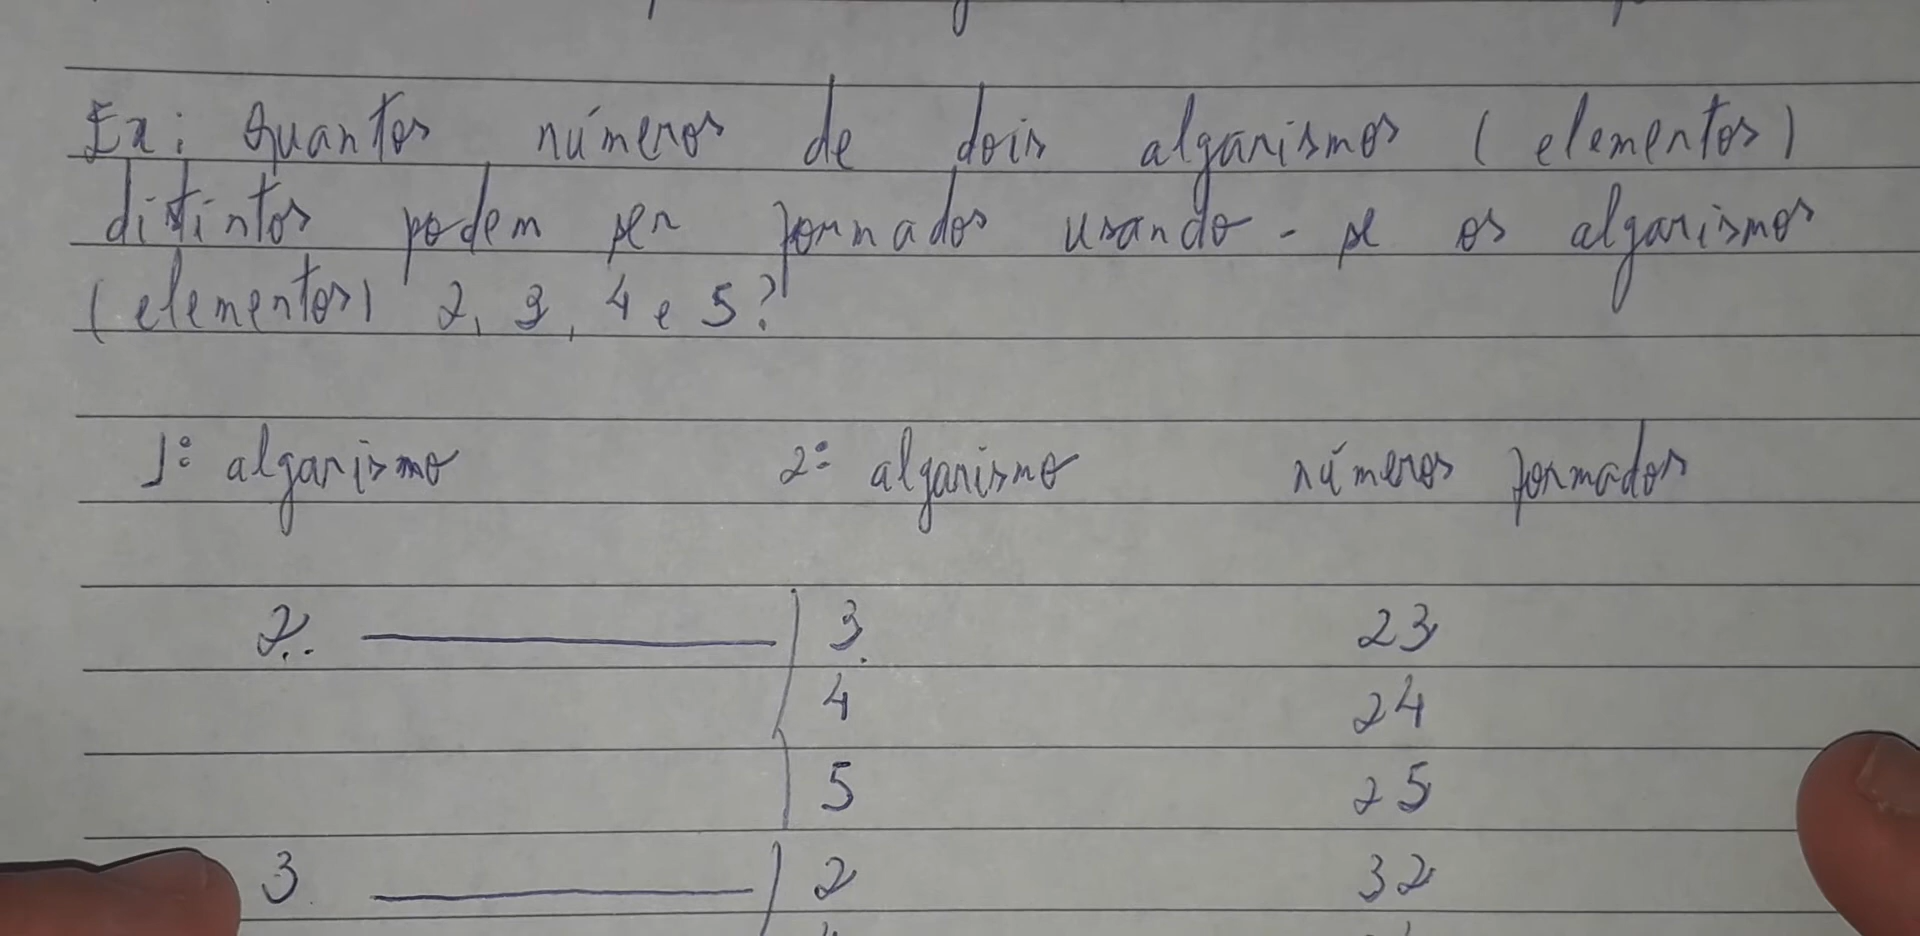 Ex: Quantos números de dois algarismos (elementos)
distintos podem ser formados usando-se os algarismos
(elementos) 2, 3, 4 e 5?
1º algarismo 2º algarismo números formados
2 3 23
4 24
5 25
3 2 32